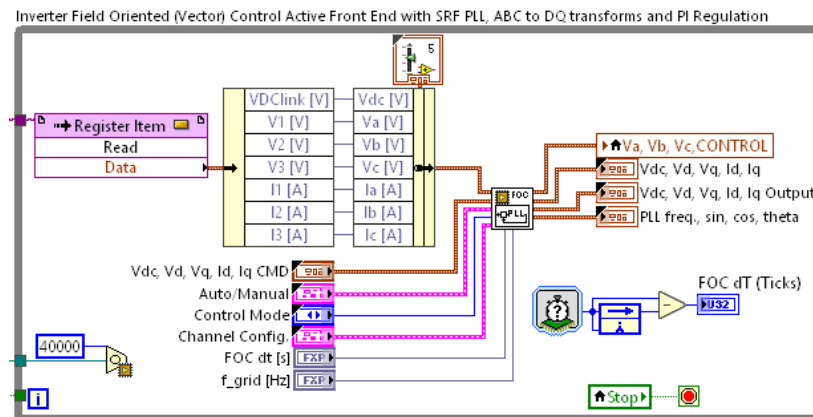 Inverter Field Oriented (Vector) Control Active Front End with SRF PLL, ABC to DQ transforms and PI Regulation
5
Register Item
Read
Data
VDClink [V] Vdc [V]
V1 [V] Va [V]
V2 [V] Vb [V]
V3 [V] Vc [V]
I1 [A] Ia [A]
I2 [A] Ib [A]
I3 [A] Ic [A]
FOC
PLL
Va, Vb, Vc,CONTROL
Vdc, Vd, Vq, Id, Iq
Vdc, Vd, Vq, Id, Iq Output
PLL freq., sin, cos, theta
Vdc, Vd, Vq, Id, Iq CMD
Auto/Manual
Control Mode
Channel Config.
FOC dt [s] FXP
f_grid [Hz] FXP
FOC dT (Ticks)
U32
?
40000
i
Stop